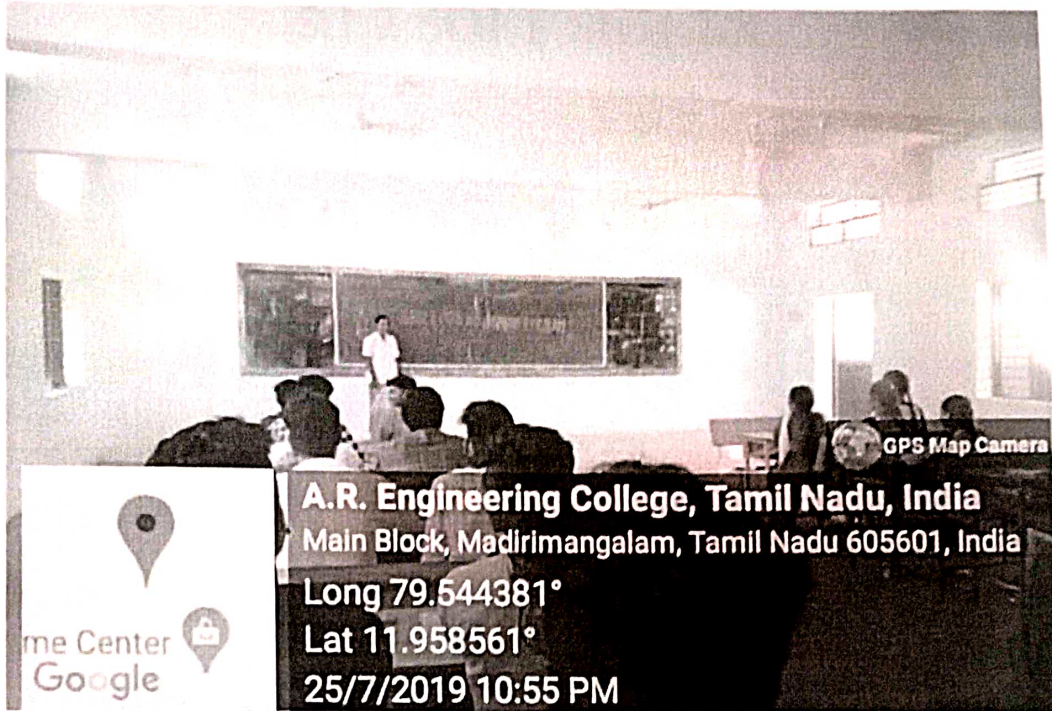 GPS Map Camera
A.R. Engineering College, Tamil Nadu, India
Main Block, Madirimangalam, Tamil Nadu 605601, India
Long 79.544381°
Lat 11.958561°
25/7/2019 10:55 PM
me Center
Google